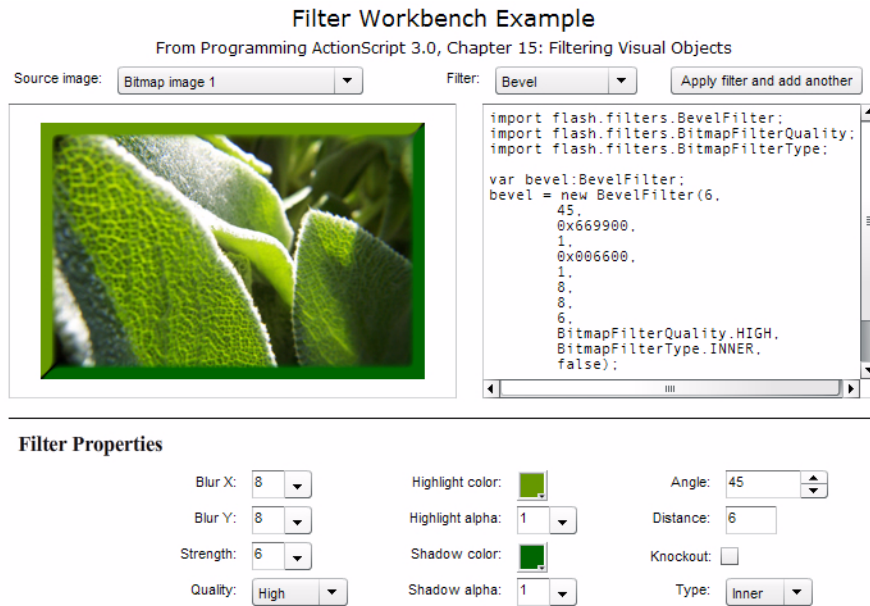 Filter Workbench Example
From Programming ActionScript 3.0, Chapter 15: Filtering Visual Objects
Source image: Bitmap image 1 Filter: Bevel Apply filter and add another
import flash.filters.BevelFilter;
import flash.filters.BitmapFilterQuality;
import flash.filters.BitmapFilterType;
var bevel:BevelFilter;
bevel = new BevelFilter(6,
45,
0x669900,
1,
0x006600,
1,
8,
8,
6,
BitmapFilterQuality.HIGH,
BitmapFilterType.INNER,
false);
Filter Properties
Blur X: 8 Highlight color: Angle: 45
Blur Y: 8 Highlight alpha: 1 Distance: 6
Strength: 6 Shadow color: Knockout:
Quality: High Shadow alpha: 1 Type: Inner